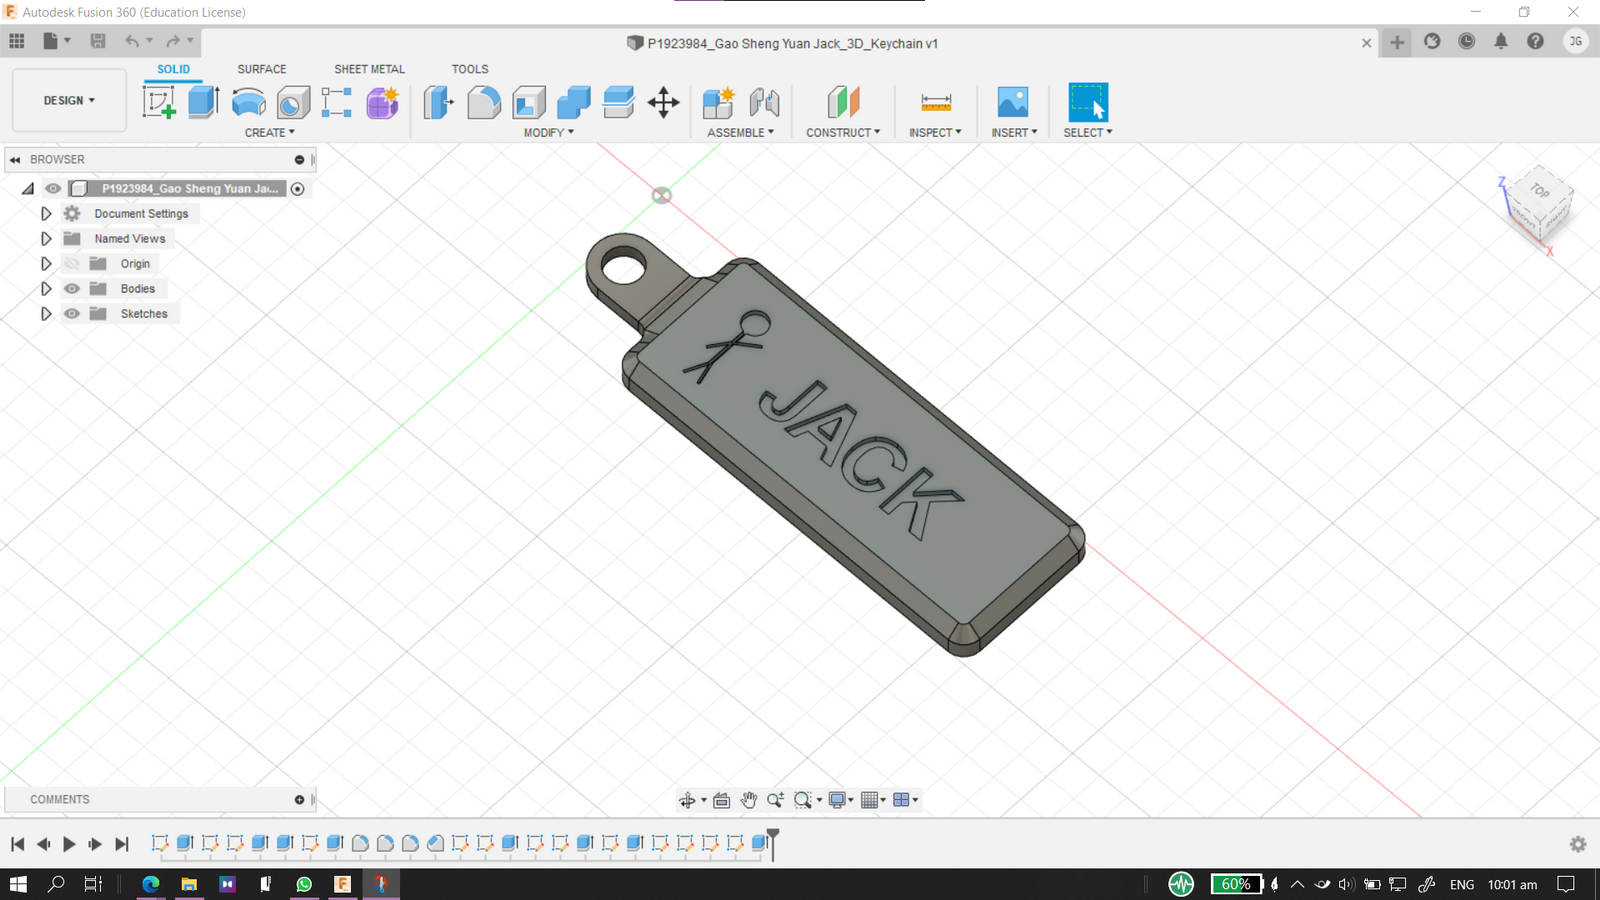 Autodesk Fusion 360 (Education License)
P1923984_Gao Sheng Yuan Jack_3D_Keychain v1
JG
DESIGN
SOLID SURFACE SHEET METAL TOOLS
CREATE MODIFY ASSEMBLE CONSTRUCT INSPECT INSERT SELECT
BROWSER
P1923984_Gao Sheng Yuan Ja...
Document Settings
Named Views
Origin
Bodies
Sketches
Z
TOP
X
JACK
COMMENTS
60%
ENG
10:01 am